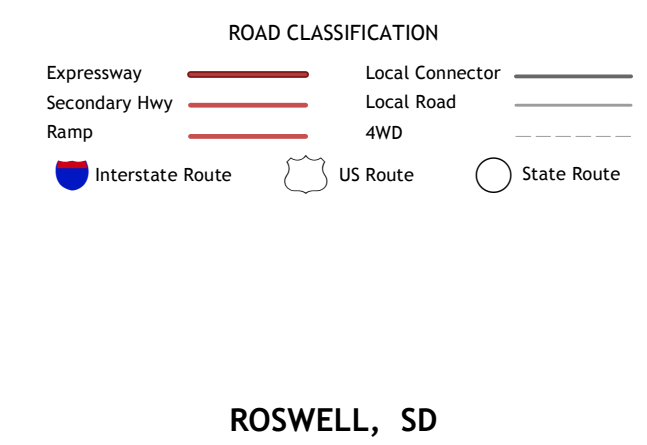 ROAD CLASSIFICATION
Expressway
Secondary Hwy
Ramp
Local Connector
Local Road
4WD
Interstate Route
US Route
State Route
ROSWELL, SD